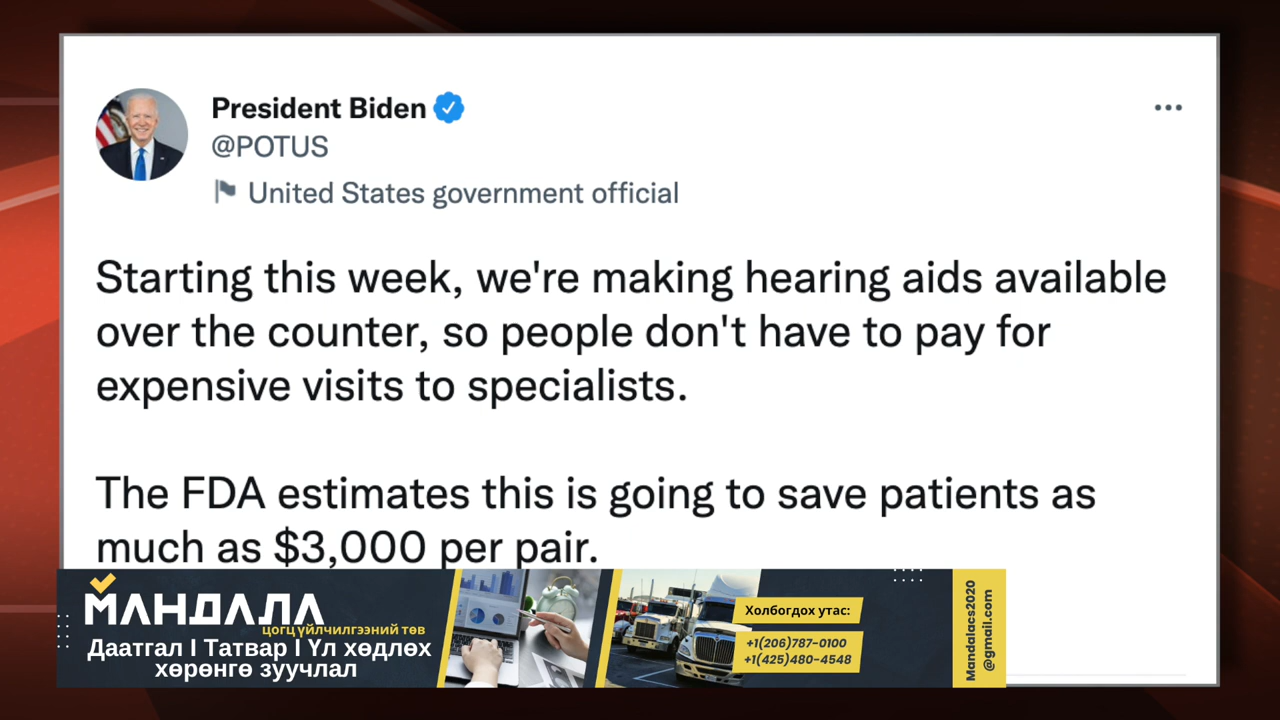 President Biden
@POTUS
United States government official
Starting this week, we're making hearing aids available
over the counter, so people don't have to pay for
expensive visits to specialists.
The FDA estimates this is going to save patients as
much as $3,000 per pair.
МАНДАЛА
цогц үйлчилгээний төв
Даатгал I Татвар I Үл хөдлөх
хөрөнгө зуучлал
Холбогдох утас:
+1(206)787-0100
+1(425)480-4548
Mandalacs2020
@gmail.com